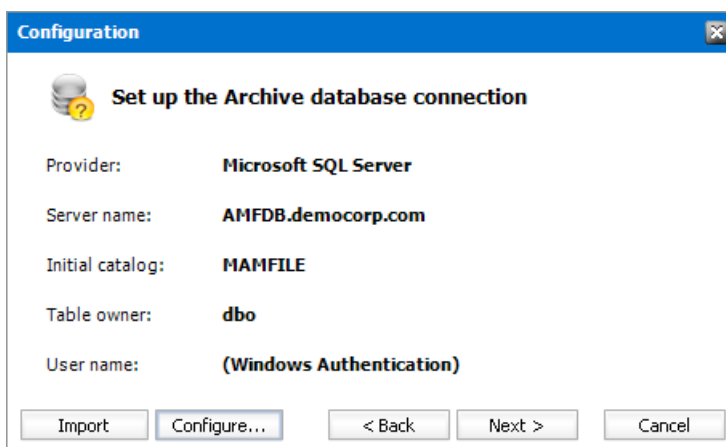 Configuration
Set up the Archive database connection
Provider: Microsoft SQL Server
Server name: AMFDB.democorp.com
Initial catalog: MAMFILE
Table owner: dbo
User name: (Windows Authentication)
Import Configure... < Back Next > Cancel